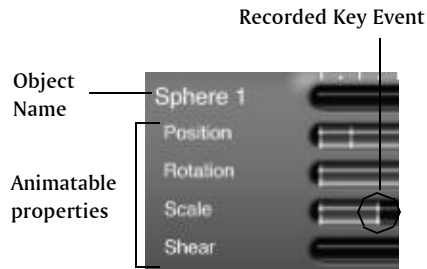 Recorded Key Event
Object
Name
Sphere 1
Position
Rotation
Animatable
properties
Scale
Shear